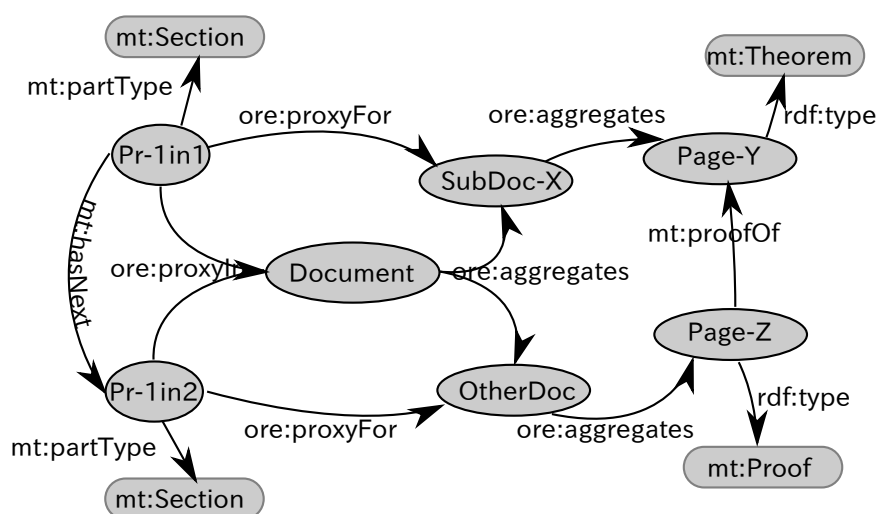 mt:Section
mt:Theorem
mt:partType
ore:proxyFor
ore:aggregates
rdf:type
Pr-1in1
SubDoc-X
Page-Y
mt:hasNext
mt:proofOf
ore:proxyIn
Document
ore:aggregates
Page-Z
Pr-1in2
OtherDoc
rdf:type
ore:proxyFor
ore:aggregates
mt:partType
mt:Proof
mt:Section